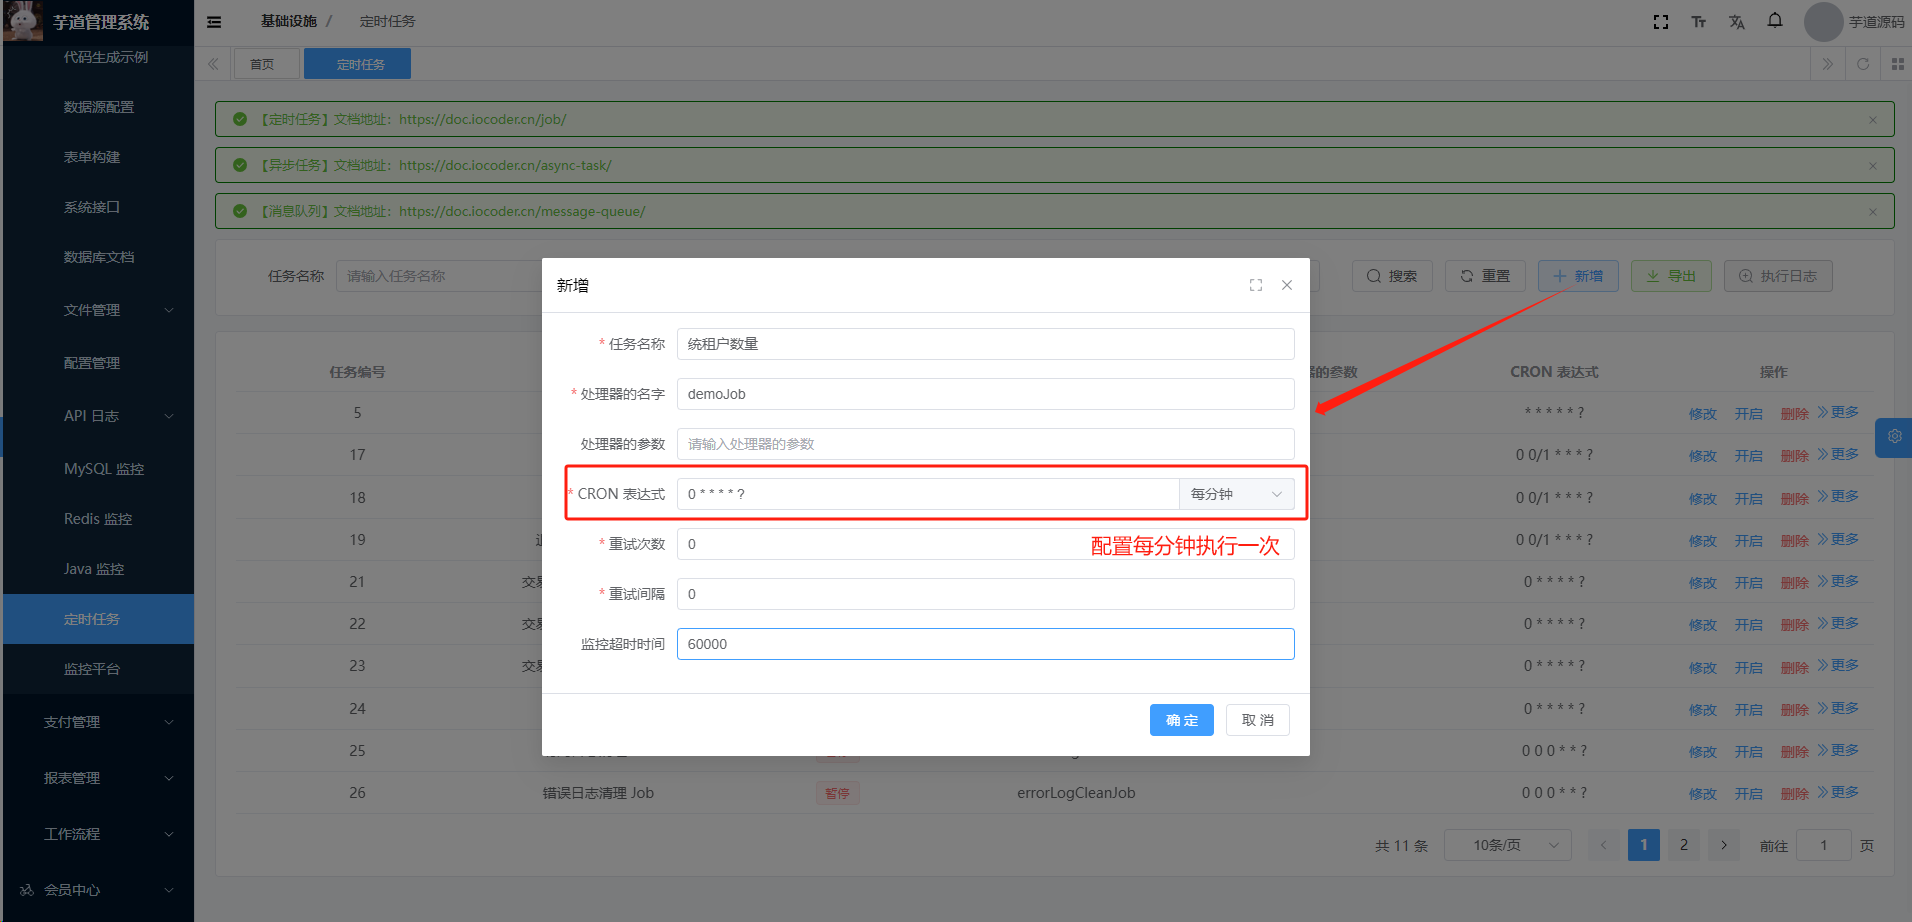 芋道管理系统
基础设施 / 定时任务
芋道源码
首页
定时任务
代码生成示例
数据源配置
表单构建
系统接口
数据库文档
文件管理
配置管理
API 日志
MySQL 监控
Redis 监控
Java 监控
定时任务
监控平台
支付管理
报表管理
工作流程
会员中心
【定时任务】文档地址：https://doc.iocoder.cn/job/
【异步任务】文档地址：https://doc.iocoder.cn/async-task/
【消息队列】文档地址：https://doc.iocoder.cn/message-queue/
任务名称 请输入任务名称
搜索 重置 新增 导出 执行日志
新增
* 任务名称 统租户数量
* 处理器的名字 demoJob
处理器的参数 请输入处理器的参数
* CRON 表达式 0 * * * * ? 每分钟
* 重试次数 0
配置每分钟执行一次
* 重试间隔 0
监控超时时间 60000
确 定 取 消
任务编号 的参数 CRON 表达式 操作
5 * * * * * ? 修改 开启 删除 更多
17 0 0/1 * * * ? 修改 开启 删除 更多
18 0 0/1 * * * ? 修改 开启 删除 更多
19 0 0/1 * * * ? 修改 开启 删除 更多
21 交易 0 * * * * ? 修改 开启 删除 更多
22 交易 0 * * * * ? 修改 开启 删除 更多
23 交易 0 * * * * ? 修改 开启 删除 更多
24 0 * * * * ? 修改 开启 删除 更多
25 0 0 0 * * ? 修改 开启 删除 更多
26 错误日志清理 Job 暂停 errorLogCleanJob 0 0 0 * * ? 修改 开启 删除 更多
共 11 条 10条/页 1 2 前往 1 页